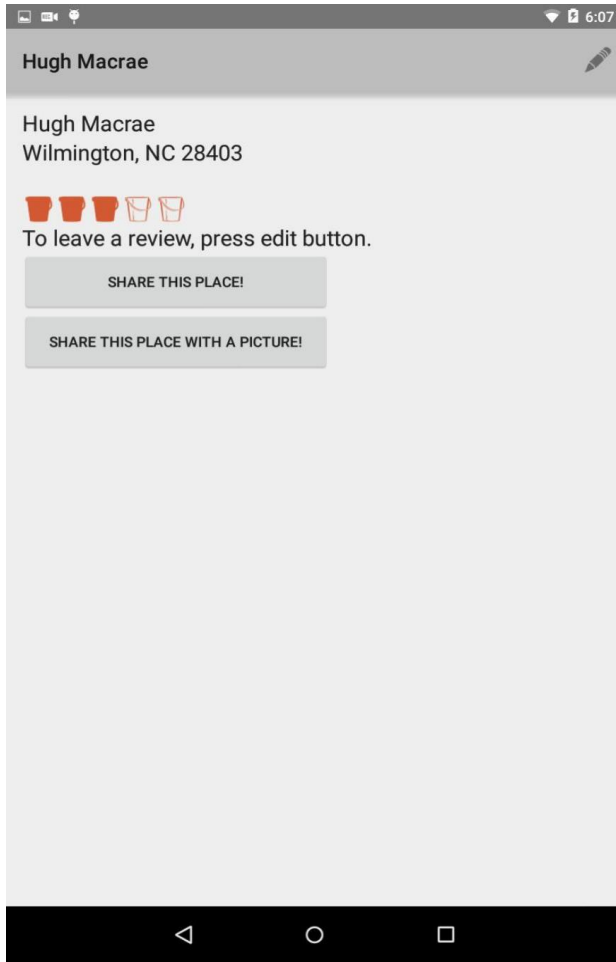 6:07
Hugh Macrae
Hugh Macrae
Wilmington, NC 28403
To leave a review, press edit button.
SHARE THIS PLACE!
SHARE THIS PLACE WITH A PICTURE!